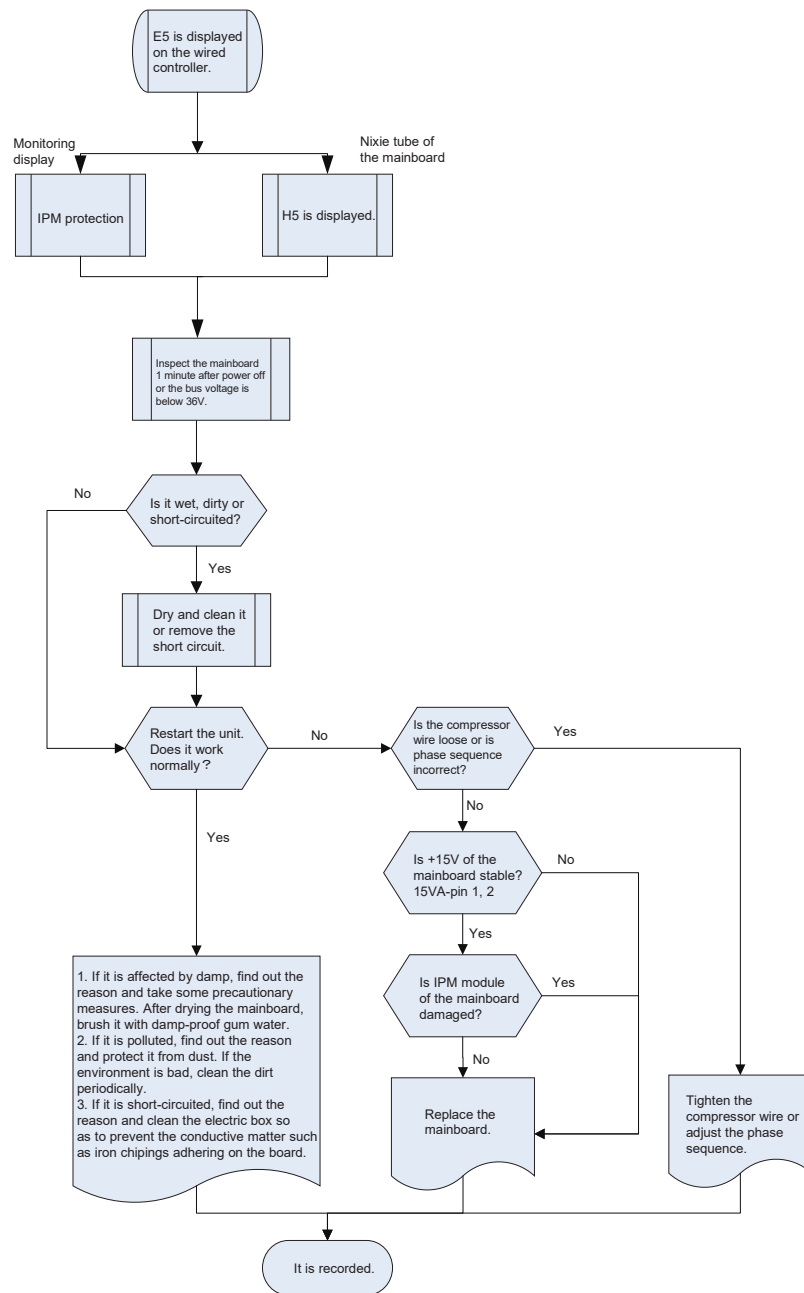 E5 is displayed
on the wired
controller.
Monitoring
display
Nixie tube of
the mainboard
IPM protection
H5 is displayed.
Inspect the mainboard
1 minute after power off
or the bus voltage is
below 36V.
No
Is it wet, dirty or
short-circuited?
Yes
Dry and clean it
or remove the
short circuit.
Restart the unit.
Does it work
normally?
No
Is the compressor
wire loose or is
phase sequence
incorrect?
Yes
No
Yes
Is +15V of the
mainboard stable?
15VA-pin 1, 2
No
Yes
Is IPM module
of the mainboard
damaged?
Yes
No
1. If it is affected by damp, find out the
reason and take some precautionary
measures. After drying the mainboard,
brush it with damp-proof gum water.
2. If it is polluted, find out the reason
and protect it from dust. If the
environment is bad, clean the dirt
periodically.
3. If it is short-circuited, find out the
reason and clean the electric box so
as to prevent the conductive matter such
as iron chipings adhering on the board.
Replace the
mainboard.
Tighten the
compressor wire or
adjust the phase
sequence.
It is recorded.